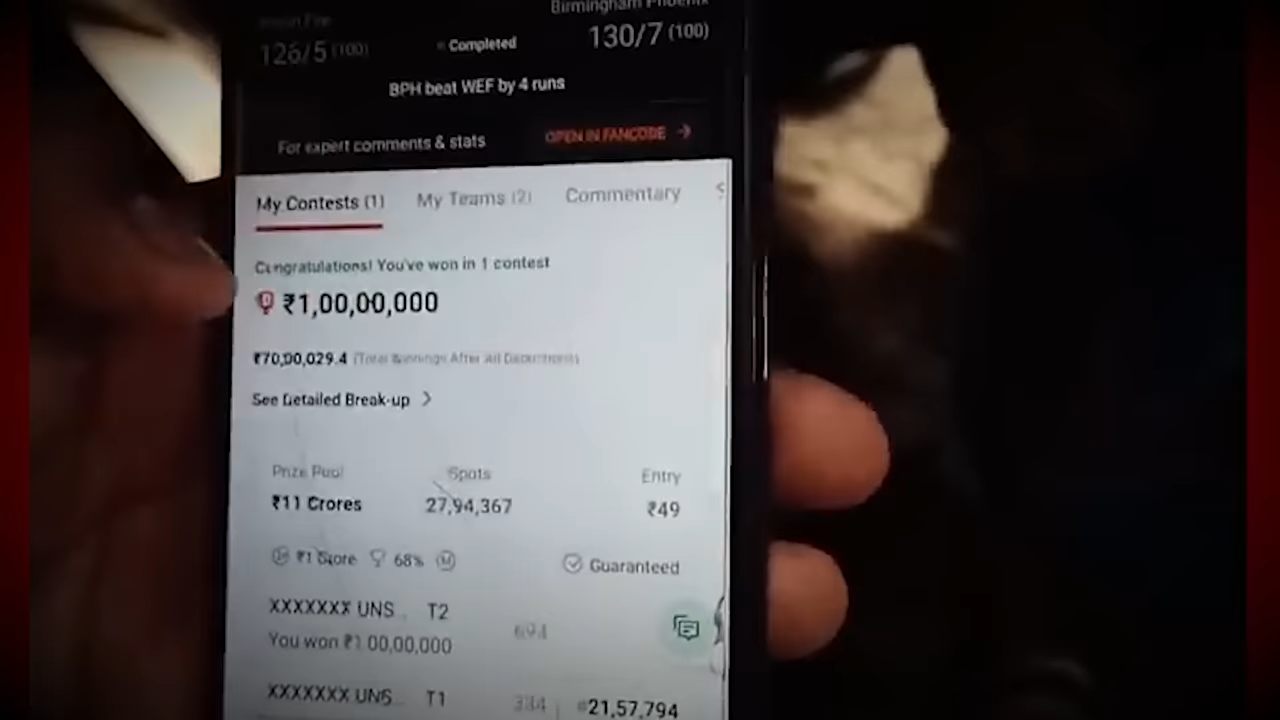 Birmingham Phoenix
126/5 (100)
Completed
130/7 (100)
BPH beat WEF by 4 runs
For expert comments & stats
OPEN IN FANCODE →
My Contests (1)
My Teams (2)
Commentary
Congratulations! You've won in 1 contest
₹1,00,00,000
₹70,00,029.4 (Total Winnings After All Deductions)
See Detailed Break-up >
Prize Pool
Spots
Entry
₹11 Crores
27,94,367
₹49
₹1 Crore
68%
M
Guaranteed
XXXXXXX UNS...
T2
694
You won ₹1,00,00,000
XXXXXXX UNS...
T1
334
#21,57,794